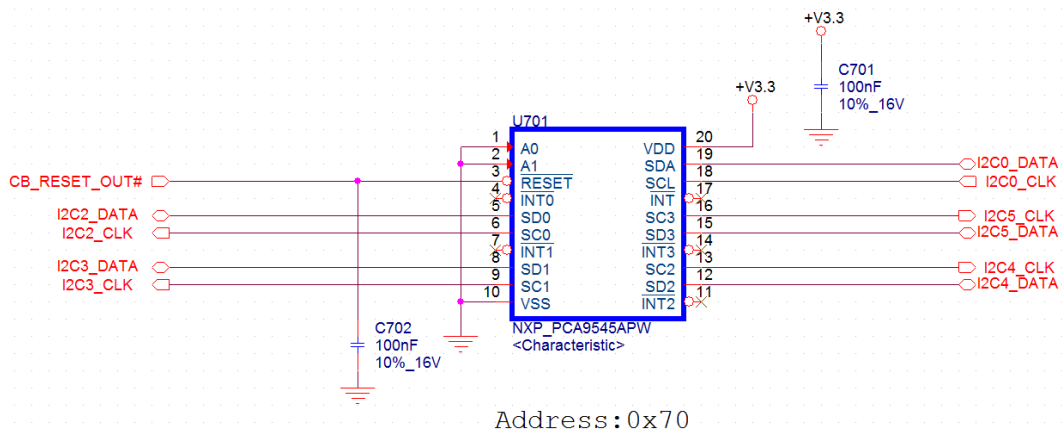 +V3.3
C701
100nF
10%_16V
+V3.3
U701
1 A0 VDD 20
2 A1 SDA 19 I2C0_DATA
CB_RESET_OUT# 3 RESET SCL 18 I2C0_CLK
4 INT0 INT 17
I2C2_DATA 5 SD0 SC3 16 I2C5_CLK
I2C2_CLK 6 SC0 SD3 15 I2C5_DATA
7 INT1 INT3 14
I2C3_DATA 8 SD1 SC2 13 I2C4_CLK
I2C3_CLK 9 SC1 SD2 12 I2C4_DATA
10 VSS INT2 11
NXP_PCA9545APW
<Characteristic>
C702
100nF
10%_16V
Address:0x70